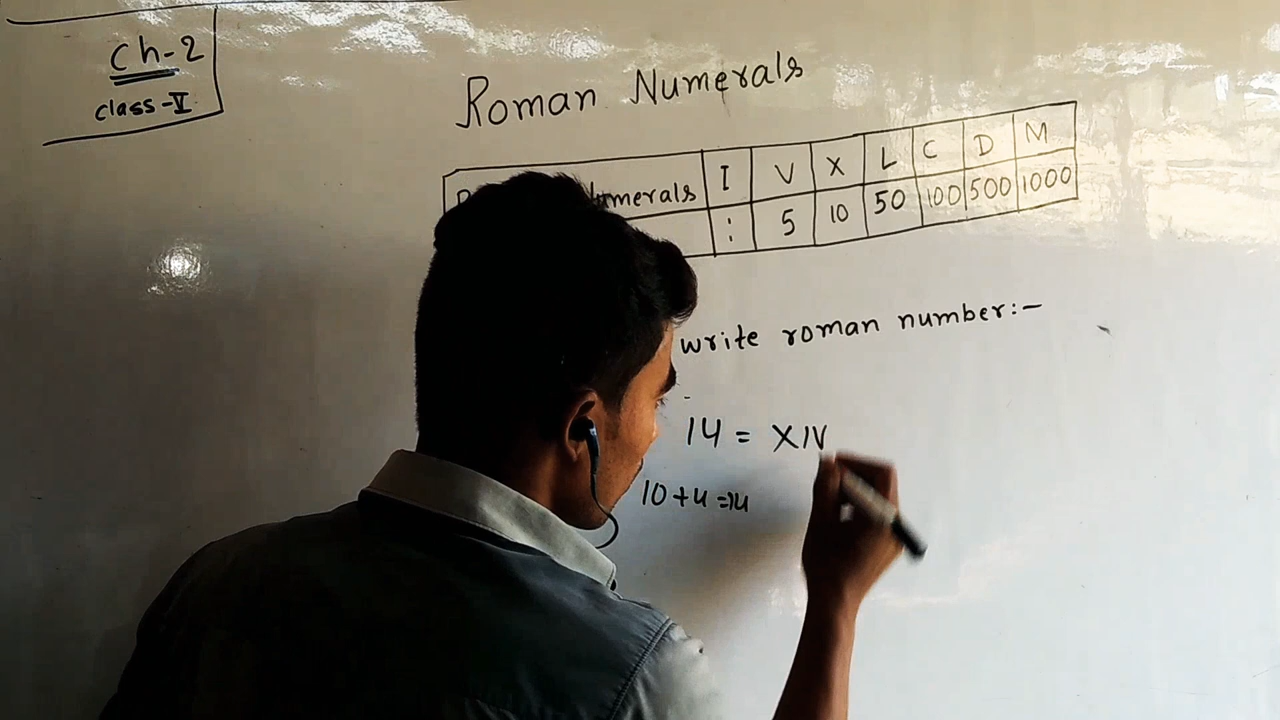 Ch-2
class-V
Roman Numerals
umerals I V X L C D M
: 5 10 50 100 500 1000
write roman number:-
14 = XIV
10+4=14